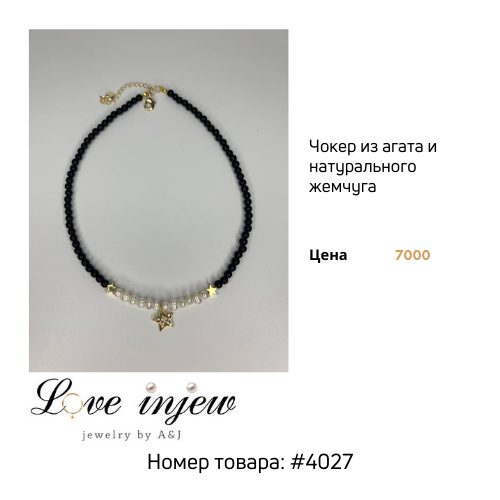 Чокер из агата и
натурального
жемчуга
Цена 7000
Love injew
jewelry by A&J
Номер товара: #4027